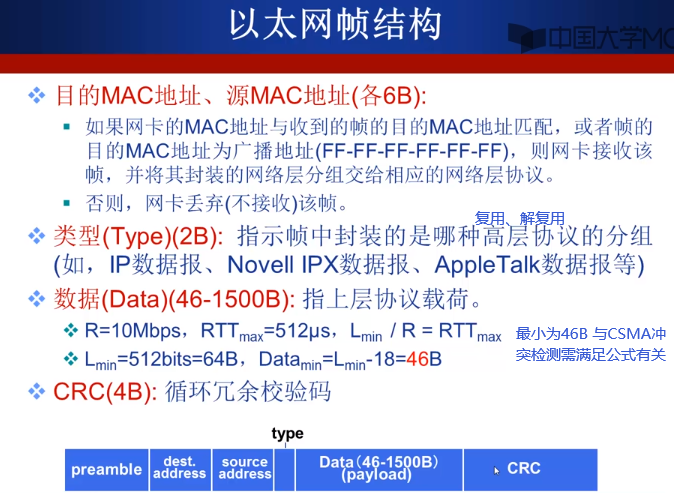 以太网帧结构
中国大学MO
目的MAC地址、源MAC地址(各6B):
如果网卡的MAC地址与收到的帧的目的MAC地址匹配，或者帧的
目的MAC地址为广播地址(FF-FF-FF-FF-FF-FF)，则网卡接收该
帧，并将其封装的网络层分组交给相应的网络层协议。
否则，网卡丢弃(不接收)该帧。
复用、解复用
类型(Type)(2B): 指示帧中封装的是哪种高层协议的分组
(如，IP数据报、Novell IPX数据报、AppleTalk数据报等)
数据(Data)(46-1500B): 指上层协议载荷。
R=10Mbps，RTTmax=512μs，Lmin / R = RTTmax
最小为46B 与CSMA冲
突检测需满足公式有关
Lmin=512bits=64B，Datamin=Lmin-18=46B
CRC(4B): 循环冗余校验码
type
preamble
dest.
address
source
address
Data（46-1500B）
(payload)
CRC